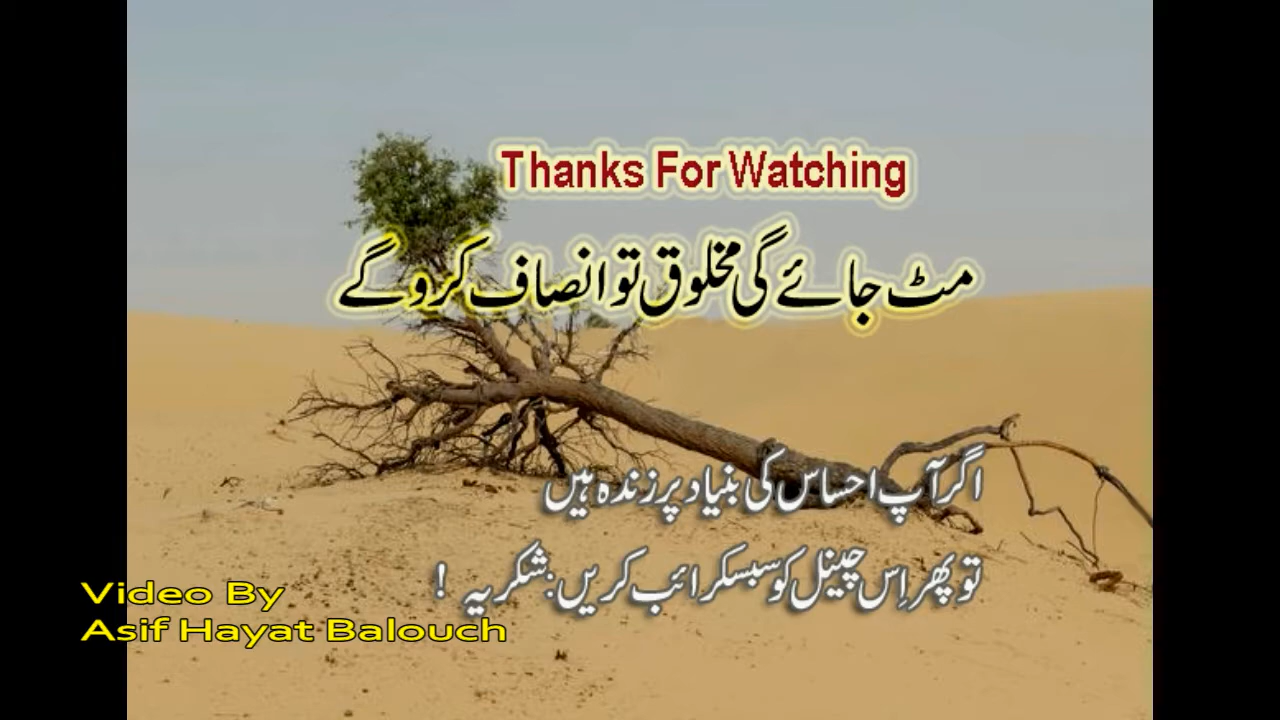 Thanks For Watching
مٹ جائے گی مخلوق تو انصاف کرو گے
اگر آپ احساس کی بنیاد پر زندہ ہیں
تو پھر اِس چینل کو سبسکرائب کریں: شکریہ !
Video By
Asif Hayat Balouch